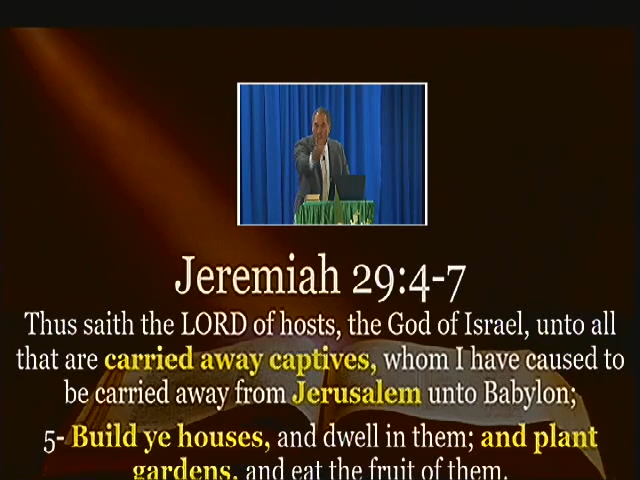 Jeremiah 29:4-7
Thus saith the LORD of hosts, the God of Israel, unto all
that are carried away captives, whom I have caused to
be carried away from Jerusalem unto Babylon;
5- Build ye houses, and dwell in them; and plant
gardens, and eat the fruit of them.